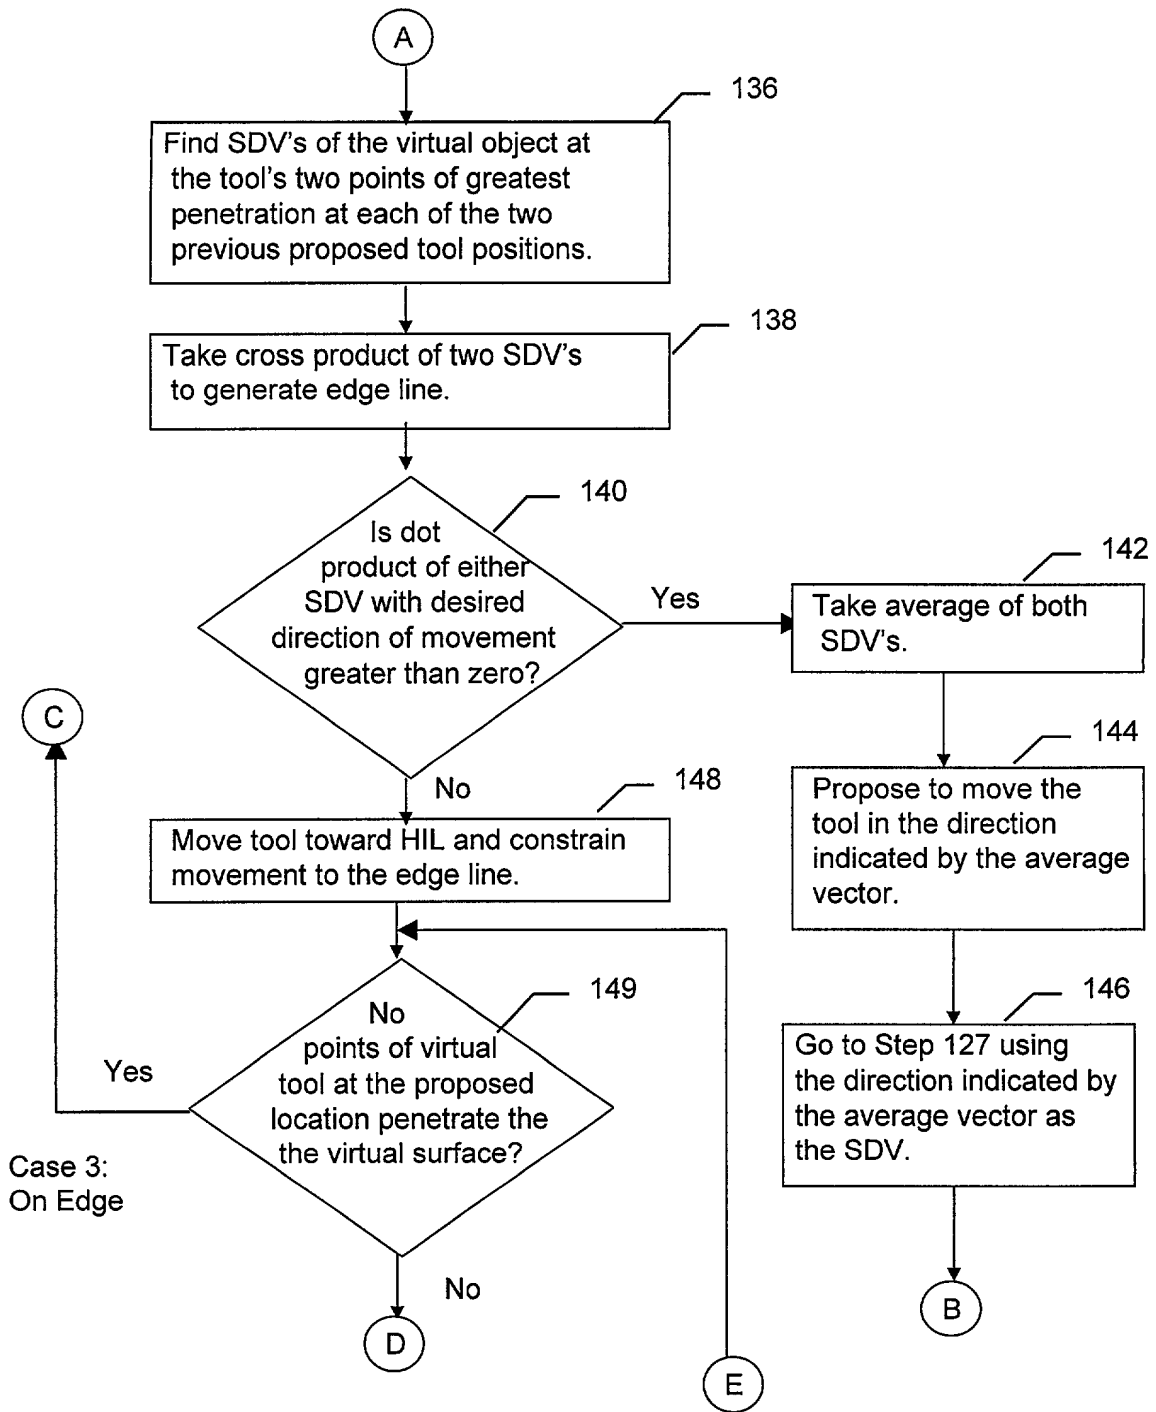 A
136
Find SDV's of the virtual object at
the tool's two points of greatest
penetration at each of the two
previous proposed tool positions.
138
Take cross product of two SDV's
to generate edge line.
140
Is dot
product of either
SDV with desired
direction of movement
greater than zero?
Yes
142
Take average of both
SDV's.
C
No
144
Propose to move the
tool in the direction
indicated by the average
vector.
148
Move tool toward HIL and constrain
movement to the edge line.
149
No
points of virtual
tool at the proposed
location penetrate the
the virtual surface?
Yes
146
Go to Step 127 using
the direction indicated by
the average vector as
the SDV.
Case 3:
On Edge
No
B
D
E